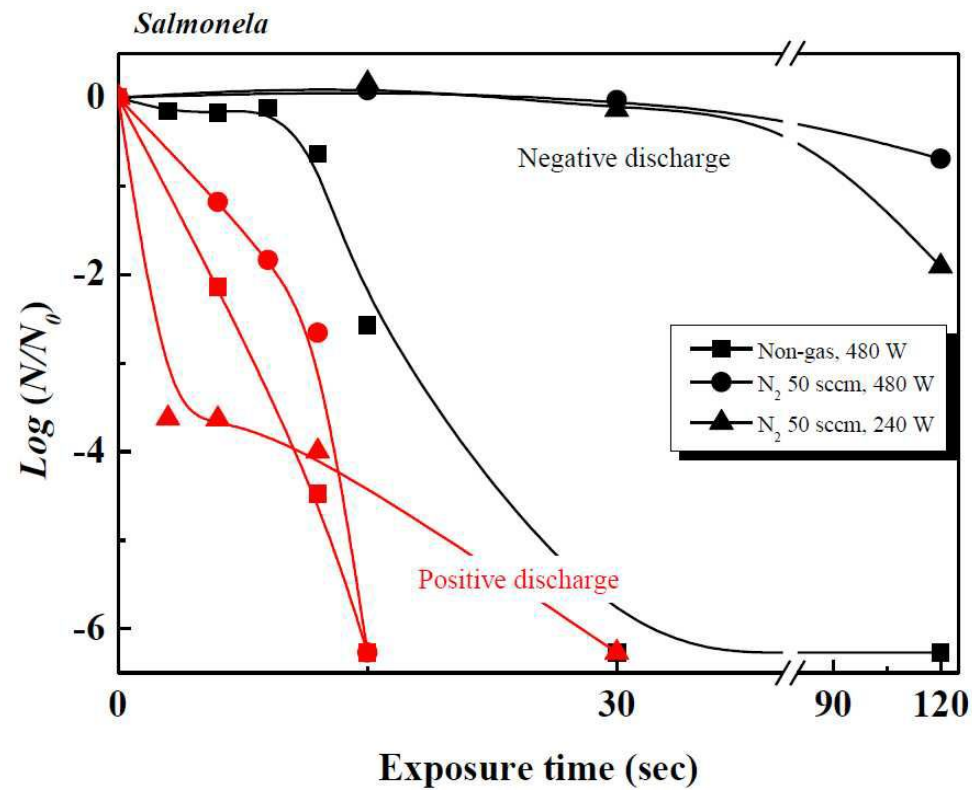 Salmonela
0
-2
-4
-6
Log (N/N0)
Negative discharge
Non-gas, 480 W
N2 50 sccm, 480 W
N2 50 sccm, 240 W
Positive discharge
0 30 90 120
Exposure time (sec)